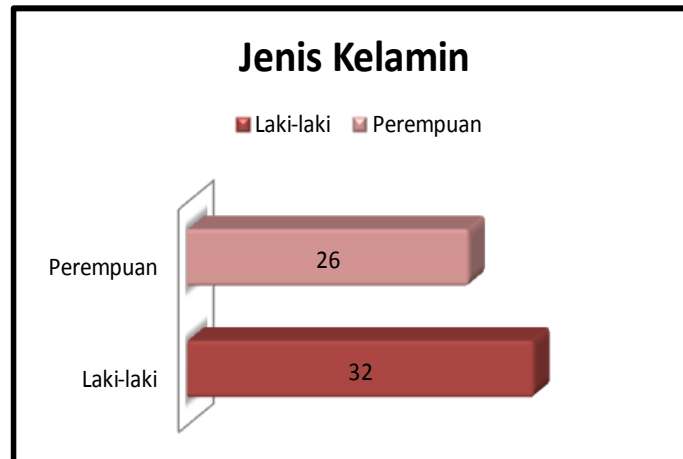 Jenis Kelamin
Laki-laki Perempuan
Perempuan
26
Laki-laki
32